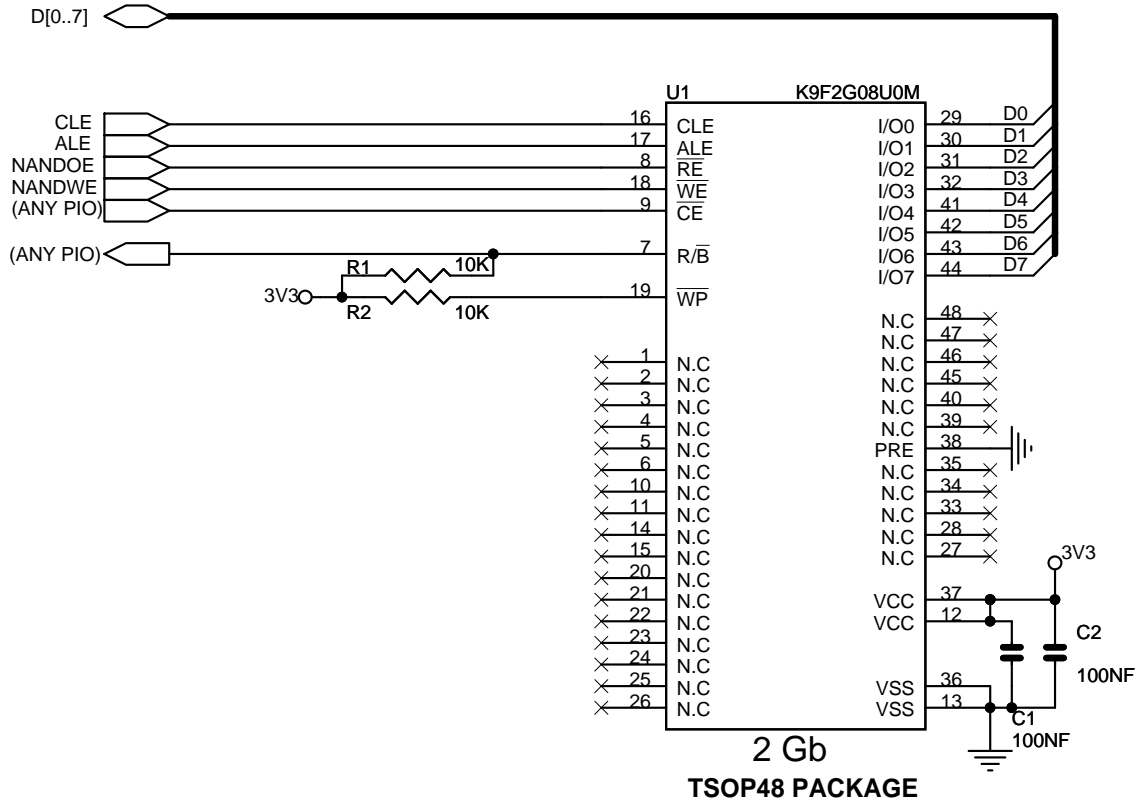 D[0..7]
U1 K9F2G08U0M
CLE 16 CLE I/O0 29 D0
ALE 17 ALE I/O1 30 D1
NANDOE 8 RE I/O2 31 D2
NANDWE 18 WE I/O3 32 D3
(ANY PIO) 9 CE I/O4 41 D4
I/O5 42 D5
(ANY PIO) 7 R/B I/O6 43 D6
R1 10K I/O7 44 D7
3V3 19 WP
R2 10K
N.C 48
N.C 47
1 N.C N.C 46
2 N.C N.C 45
3 N.C N.C 40
4 N.C N.C 39
5 N.C PRE 38
6 N.C N.C 35
10 N.C N.C 34
11 N.C N.C 33
14 N.C N.C 28
15 N.C N.C 27
3V3
20 N.C
21 N.C VCC 37
22 N.C VCC 12
23 N.C C2
24 N.C 100NF
25 N.C VSS 36
26 N.C VSS 13
C1
100NF
2 Gb
TSOP48 PACKAGE